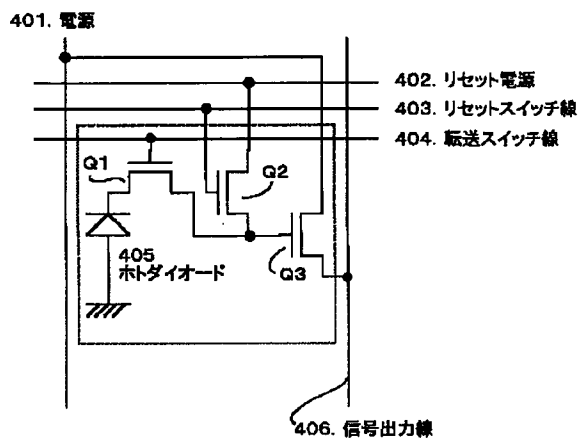 401. 電源
402. リセット電源
403. リセットスイッチ線
404. 転送スイッチ線
Q1
Q2
405
ホトダイオード
Q3
406. 信号出力線